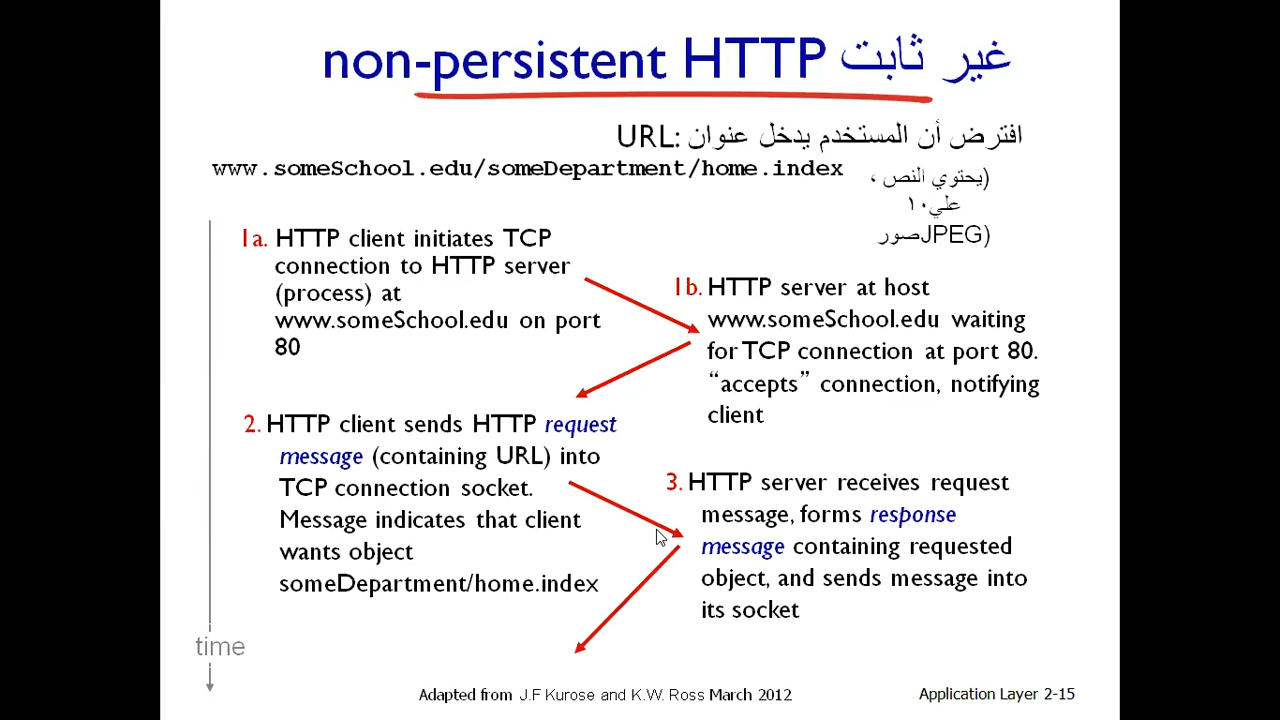 non-persistent HTTP غير ثابت
افترض أن المستخدم يدخل عنوان :URL
www.someSchool.edu/someDepartment/home.index
(يحتوي النص ،
علي١٠
صورJPEG)
1a. HTTP client initiates TCP
connection to HTTP server
(process) at
www.someSchool.edu on port
80
1b. HTTP server at host
www.someSchool.edu waiting
for TCP connection at port 80.
“accepts” connection, notifying
client
2. HTTP client sends HTTP request
message (containing URL) into
TCP connection socket.
Message indicates that client
wants object
someDepartment/home.index
3. HTTP server receives request
message, forms response
message containing requested
object, and sends message into
its socket
time
Adapted from J.F Kurose and K.W. Ross March 2012
Application Layer 2-15